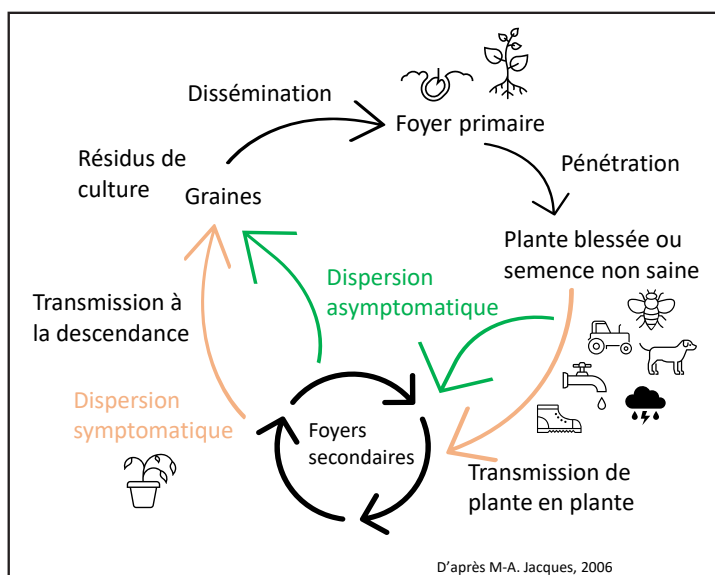 Dissémination
Foyer primaire
Résidus de
culture
Graines
Pénétration
Plante blessée ou
semence non saine
Dispersion
asymptomatique
Transmission à
la descendance
Dispersion
symptomatique
Foyers
secondaires
Transmission de
plante en plante
D'après M-A. Jacques, 2006